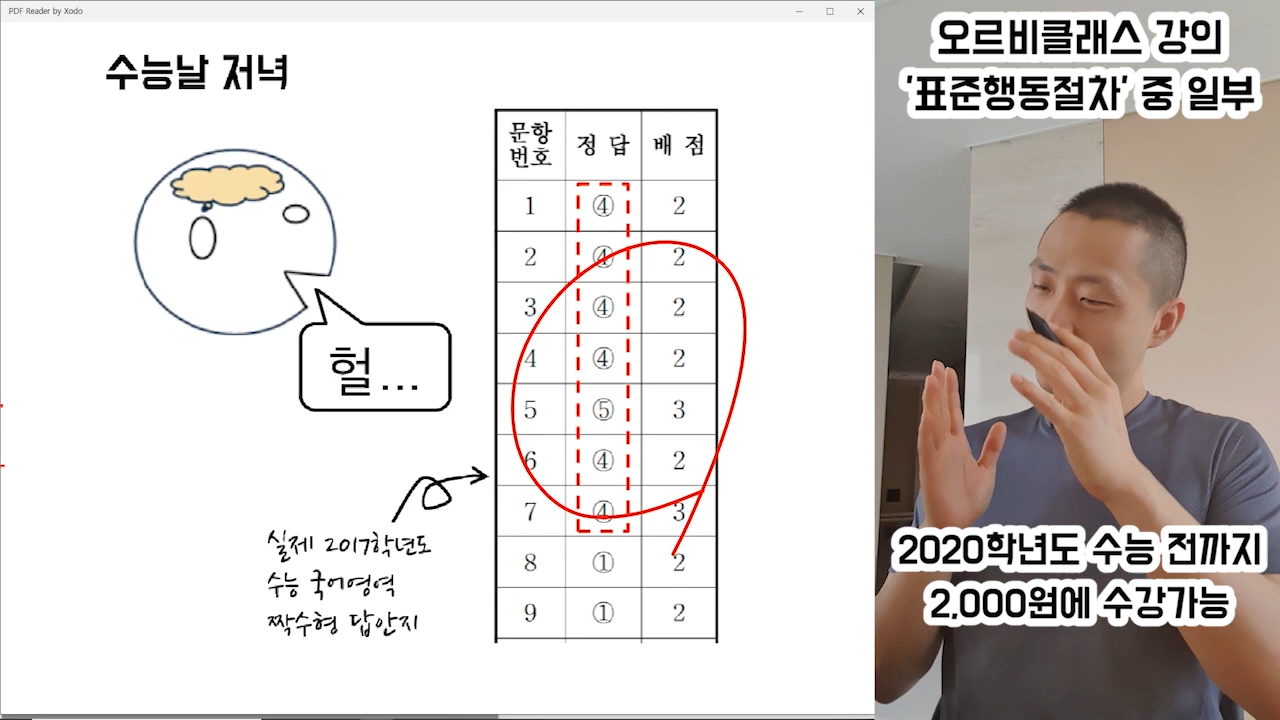 PDF Reader by Xodo
수능날 저녁
헐...
실제 2017학년도
수능 국어영역
짝수형 답안지
문항번호 정답 배점
1 ④ 2
2 ④ 2
3 ④ 2
4 ④ 2
5 ⑤ 3
6 ④ 2
7 ④ 3
8 ① 2
9 ① 2
오르비클래스 강의
'표준행동절차' 중 일부
2020학년도 수능 전까지
2,000원에 수강가능